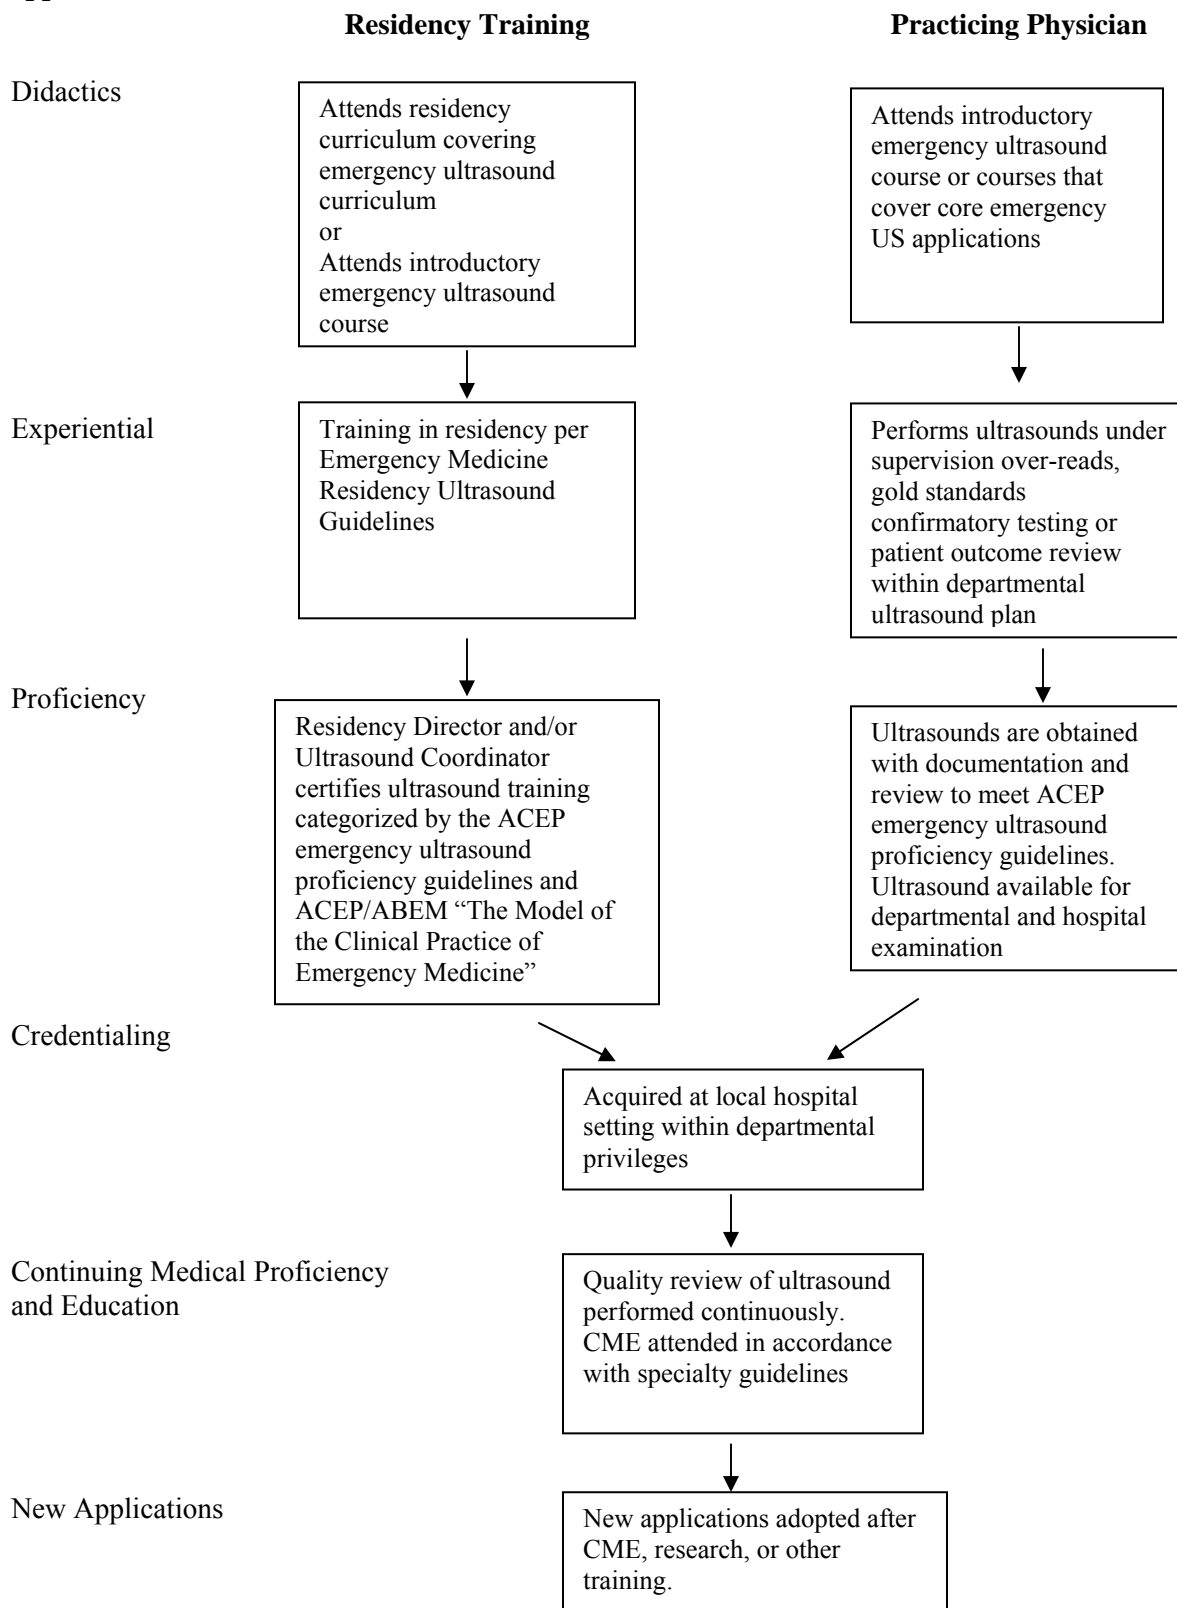 Residency Training
Practicing Physician
Didactics
Attends residency
curriculum covering
emergency ultrasound
curriculum
or
Attends introductory
emergency ultrasound
course
Attends introductory
emergency ultrasound
course or courses that
cover core emergency
US applications
Experiential
Training in residency per
Emergency Medicine
Residency Ultrasound
Guidelines
Performs ultrasounds under
supervision over-reads,
gold standards
confirmatory testing or
patient outcome review
within departmental
ultrasound plan
Proficiency
Residency Director and/or
Ultrasound Coordinator
certifies ultrasound training
categorized by the ACEP
emergency ultrasound
proficiency guidelines and
ACEP/ABEM “The Model of
the Clinical Practice of
Emergency Medicine”
Ultrasounds are obtained
with documentation and
review to meet ACEP
emergency ultrasound
proficiency guidelines.
Ultrasound available for
departmental and hospital
examination
Credentialing
Acquired at local hospital
setting within departmental
privileges
Continuing Medical Proficiency
and Education
Quality review of ultrasound
performed continuously.
CME attended in accordance
with specialty guidelines
New Applications
New applications adopted after
CME, research, or other
training.